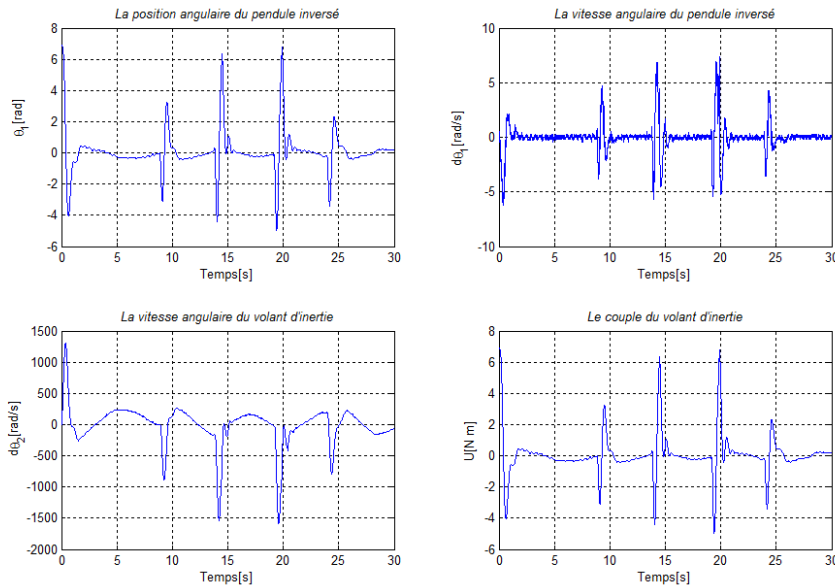 La position angulaire du pendule inversé
8
6
4
2
0
-2
-4
-6
θ1 [rad]
0 5 10 15 20 25 30
Temps[s]
La vitesse angulaire du pendule inversé
10
5
0
-5
-10
dθ1[rad/s]
0 5 10 15 20 25 30
Temps[s]
La vitesse angulaire du volant d'inertie
1500
1000
500
0
-500
-1000
-1500
-2000
dθ2[rad/s]
0 5 10 15 20 25 30
Temps[s]
Le couple du volant d'inertie
8
6
4
2
0
-2
-4
-6
U[N m]
0 5 10 15 20 25 30
Temps[s]